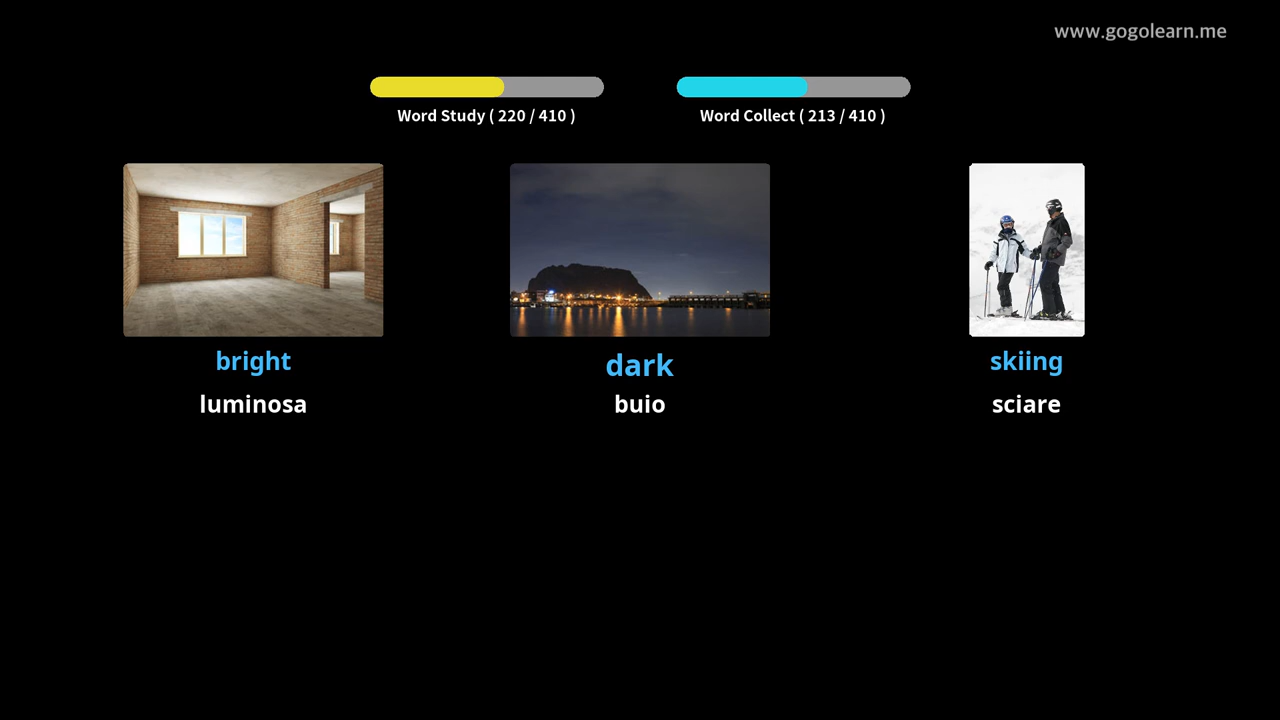 www.gogolearn.me
Word Study ( 220 / 410 )
Word Collect ( 213 / 410 )
bright
luminosa
dark
buio
skiing
sciare